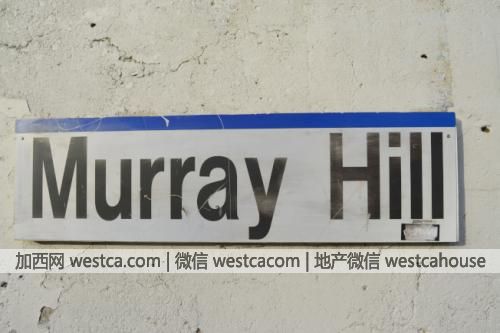 Murray Hill
加西网 westca.com | 微信 westcacom | 地产微信 westcahouse